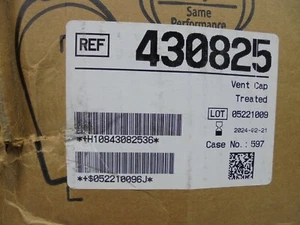 Same
Performance
REF 430825
Vent Cap
Treated
LOT 05221009
2024-02-21
Case No.: 597
*+H10843082536*
*+$052210096J*